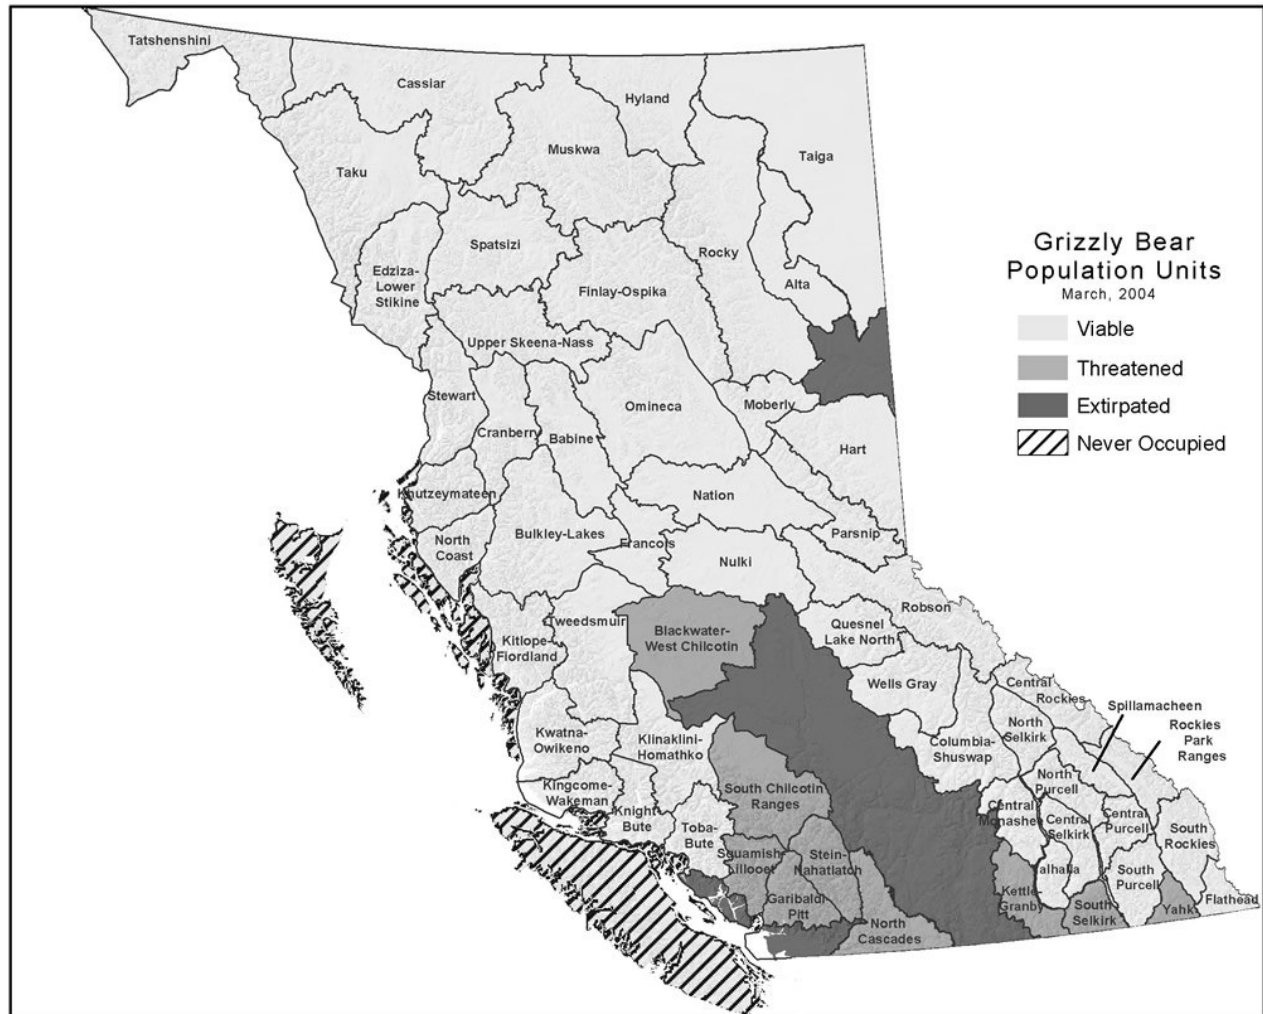 Tatshenshini
Cassiar
Hyland
Muskwa
Taiga
Taku
Spatsizi
Rocky
Edziza-
Lower
Stikine
Finlay-Ospika
Alta
Upper Skeena-Nass
Stewart
Omineca
Moberly
Cranberry
Babine
Hart
Khutzeymateen
Nation
North
Coast
Bulkley-Lakes
Francois
Parsnip
Nulki
Robson
Tweedsmuir
Blackwater-
West Chilcotin
Quesnel
Lake North
Kitlope-
Fiordland
Wells Gray
Central
Rockies
Spillamacheen
Rockies
Park
Ranges
North
Selkirk
Kwatna-
Owikeno
Klinaklini-
Homathko
Columbia-
Shuswap
North
Purcell
Kingcome-
Wakeman
South Chilcotin
Ranges
Knight-
Bute
Toba-
Bute
Central
Monashee
Central
Selkirk
Central
Purcell
South
Rockies
Squamish-
Lillooet
Stein-
Nahatlatch
alhalla
South
Purcell
Garibaldi
Pitt
Kettle-
Granby
South
Selkirk
Yahk
Flathead
North
Cascades
Grizzly Bear
Population Units
March, 2004
Viable
Threatened
Extirpated
Never Occupied